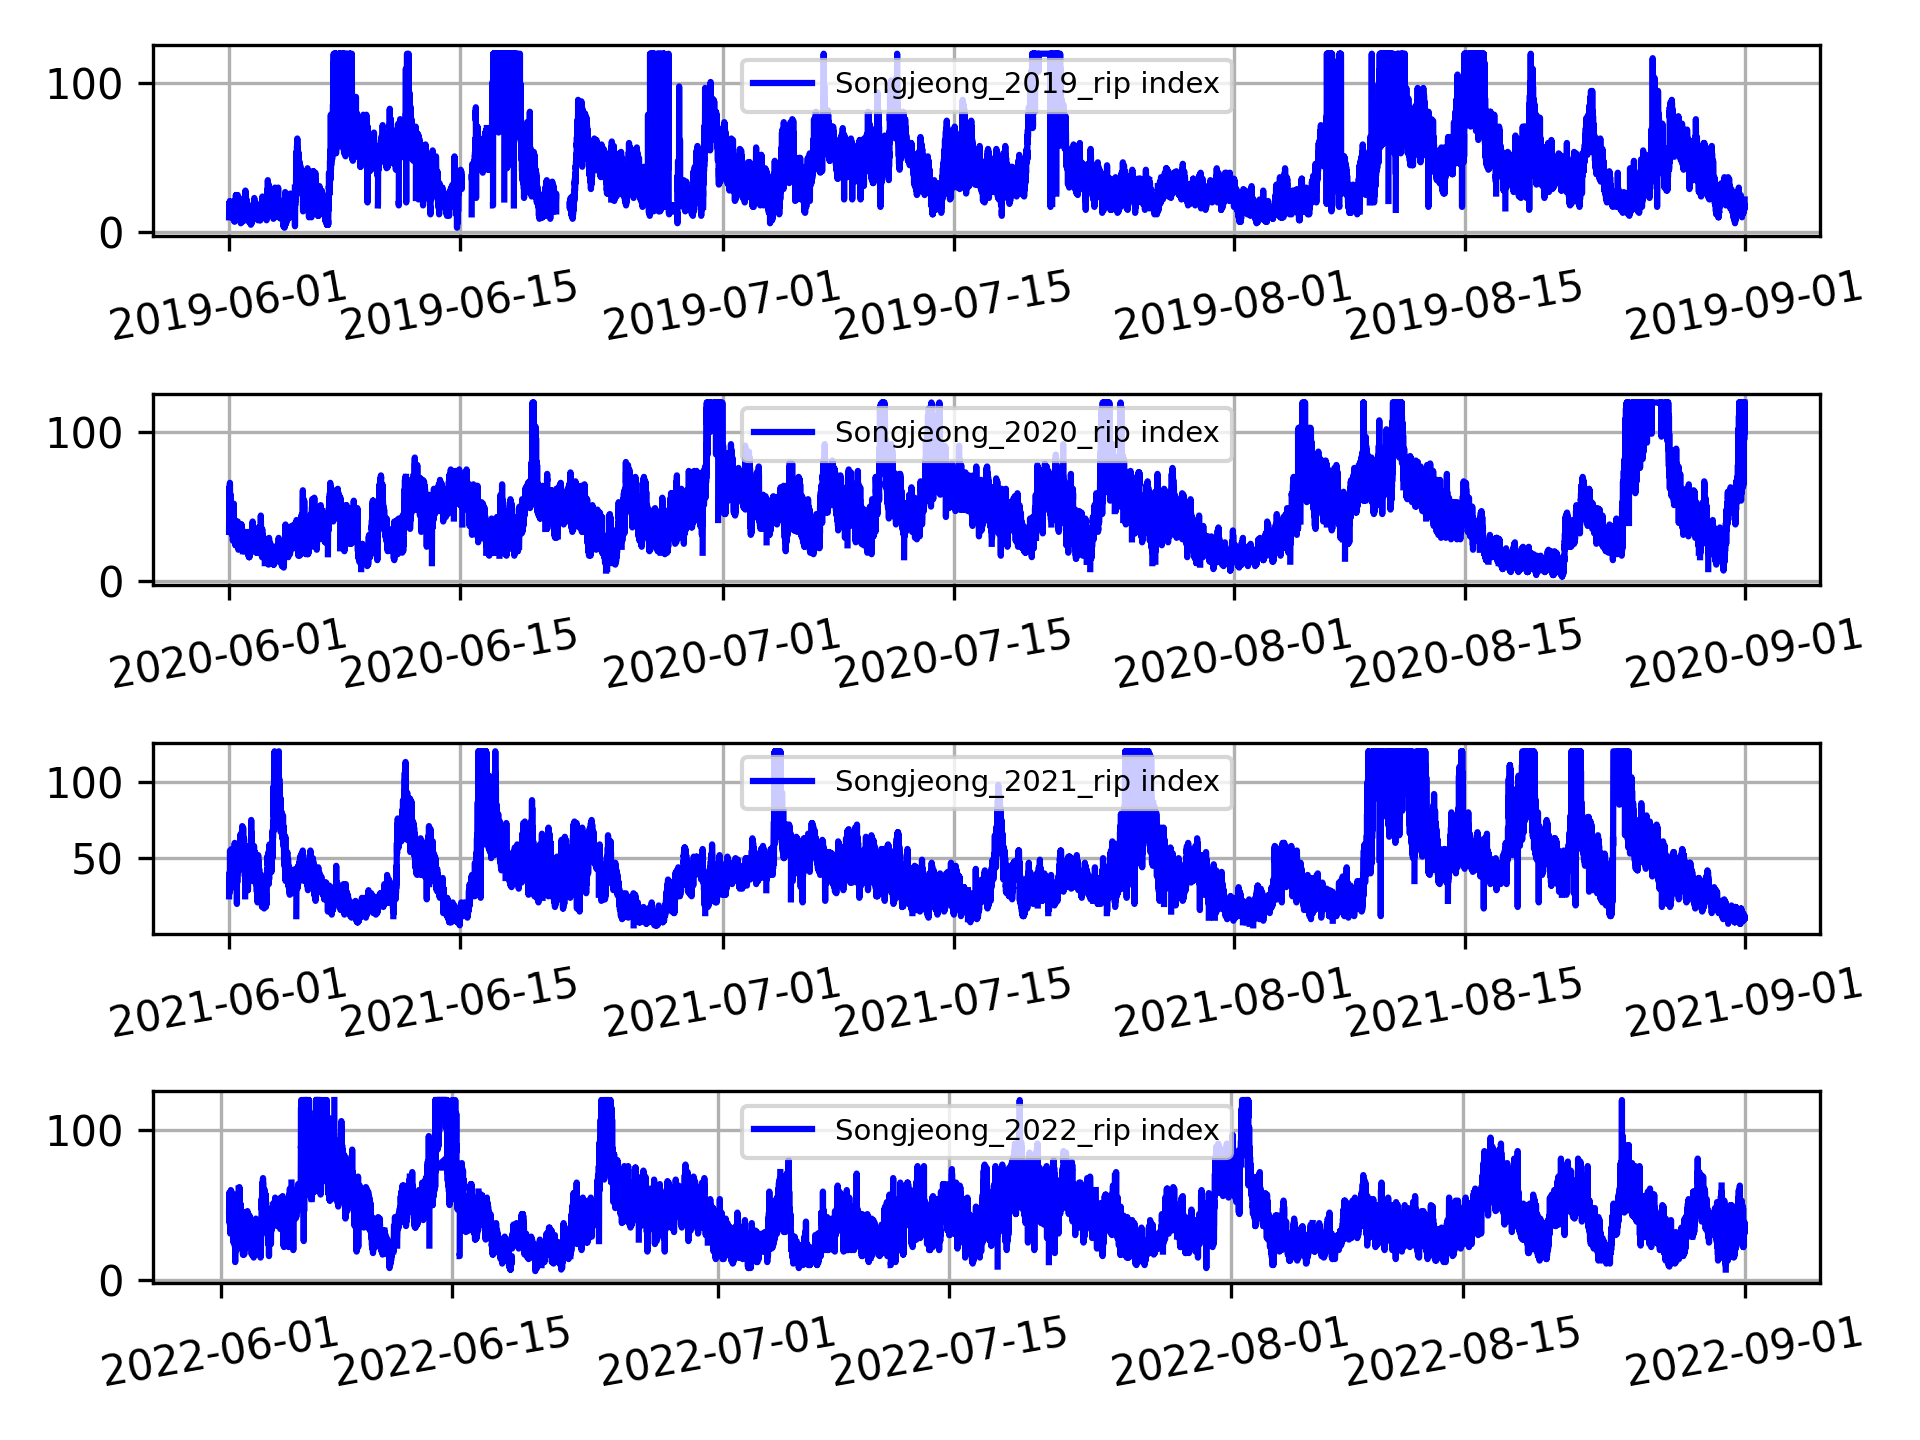 Songjeong_2019_rip index
100
0
2019-06-01 2019-06-15 2019-07-01 2019-07-15 2019-08-01 2019-08-15 2019-09-01
Songjeong_2020_rip index
100
0
2020-06-01 2020-06-15 2020-07-01 2020-07-15 2020-08-01 2020-08-15 2020-09-01
Songjeong_2021_rip index
100
50
2021-06-01 2021-06-15 2021-07-01 2021-07-15 2021-08-01 2021-08-15 2021-09-01
Songjeong_2022_rip index
100
0
2022-06-01 2022-06-15 2022-07-01 2022-07-15 2022-08-01 2022-08-15 2022-09-01